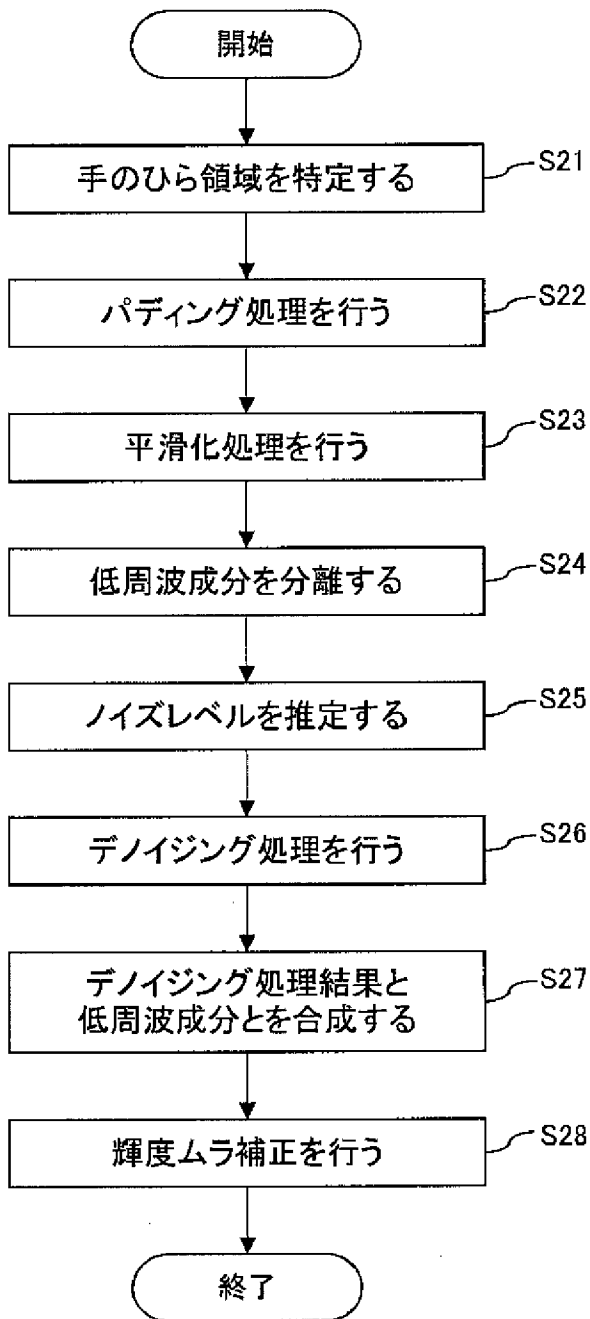 開始
手のひら領域を特定する
S21
パディング処理を行う
S22
平滑化処理を行う
S23
低周波成分を分離する
S24
ノイズレベルを推定する
S25
デノイジング処理を行う
S26
デノイジング処理結果と
低周波成分とを合成する
S27
輝度ムラ補正を行う
S28
終了